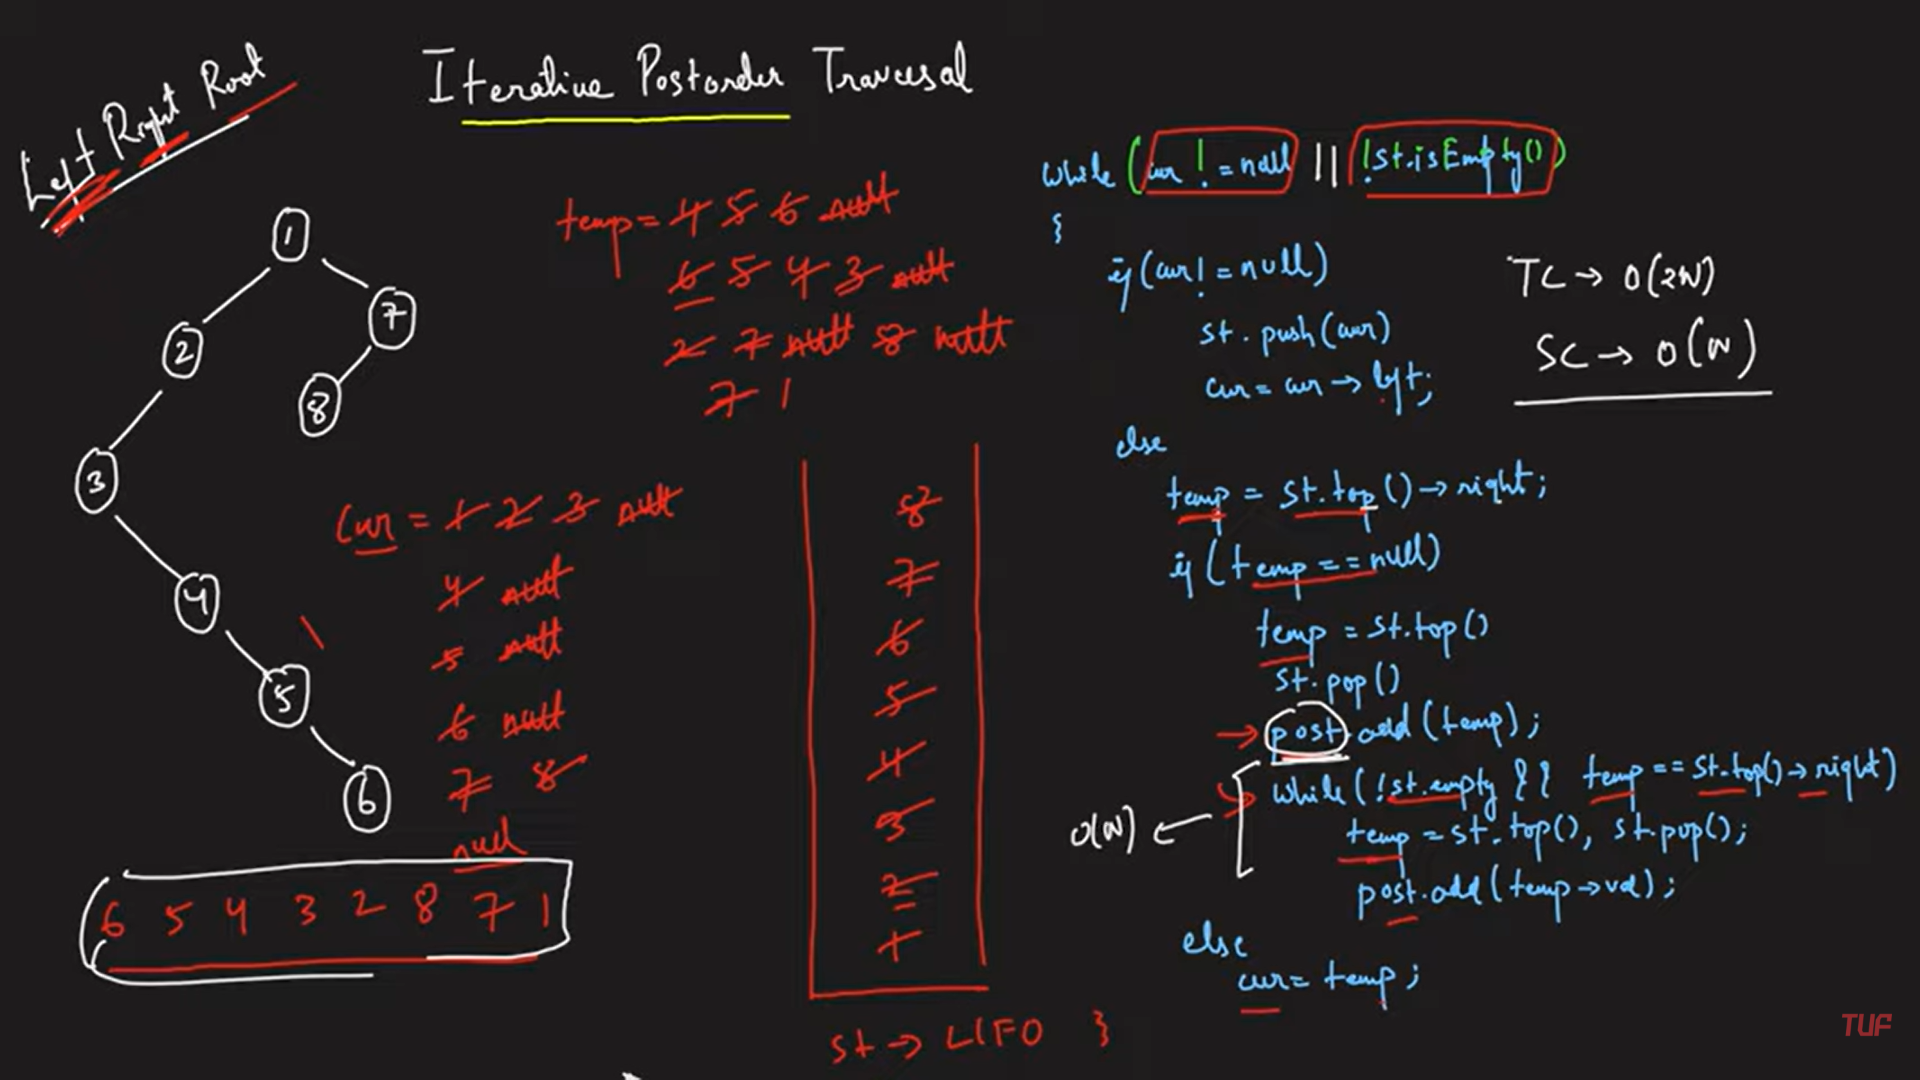 Iterative Postorder Traversal
Left Right Root
1
2
7
8
3
4
5
6
temp = 4 5 6 null
6 5 4 3 null
2 7 null 8 null
7 1
Cur = 1 2 3 null
4 null
5 null
6 null
7 8
null
6 5 4 3 2 8 7 1
8
7
6
5
4
3
2
1
st → LIFO
while (cur != null || !st.isEmpty())
{
if (cur != null)
st.push(cur)
cur = cur → left;
else
temp = st.top() → right;
if (temp == null)
temp = st.top()
st.pop()
→ post.add(temp);
while (!st.empty && temp == st.top() → right)
temp = st.top(), st.pop();
post.add(temp → val);
else
cur = temp;
}
O(N) ←
TC → O(2N)
SC → O(N)
TUF